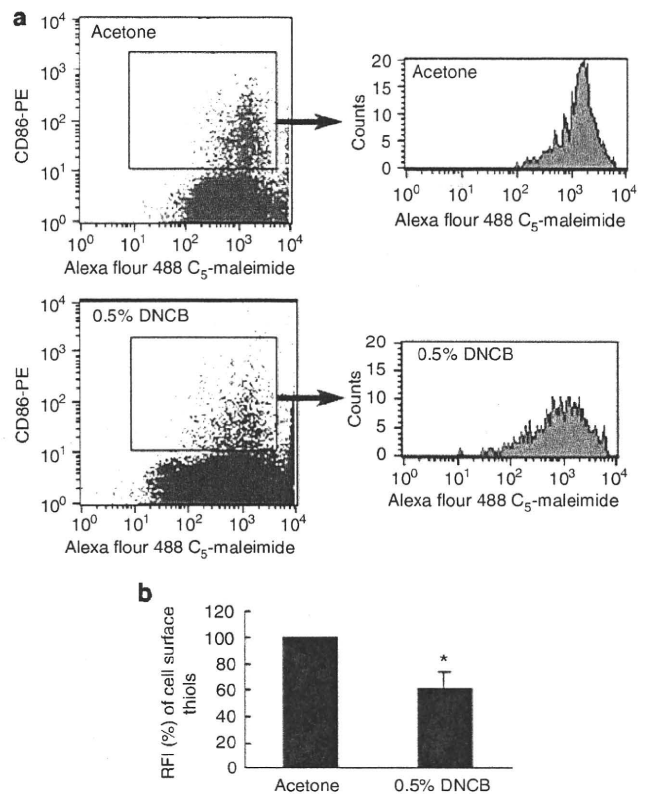 a
Acetone
CD86-PE
10⁴
10³
10²
10¹
10⁰
10⁰ 10¹ 10² 10³ 10⁴
Alexa flour 488 C₅-maleimide
Acetone
Counts
20
15
10
5
0
10⁰ 10¹ 10² 10³ 10⁴
Alexa flour 488 C₅-maleimide
0.5% DNCB
CD86-PE
10⁴
10³
10²
10¹
10⁰
10⁰ 10¹ 10² 10³ 10⁴
Alexa flour 488 C₅-maleimide
0.5% DNCB
Counts
20
15
10
5
0
10⁰ 10¹ 10² 10³ 10⁴
Alexa flour 488 C₅-maleimide
b
RFI (%) of cell surface
thiols
120
100
80
60
40
20
0
*
Acetone 0.5% DNCB